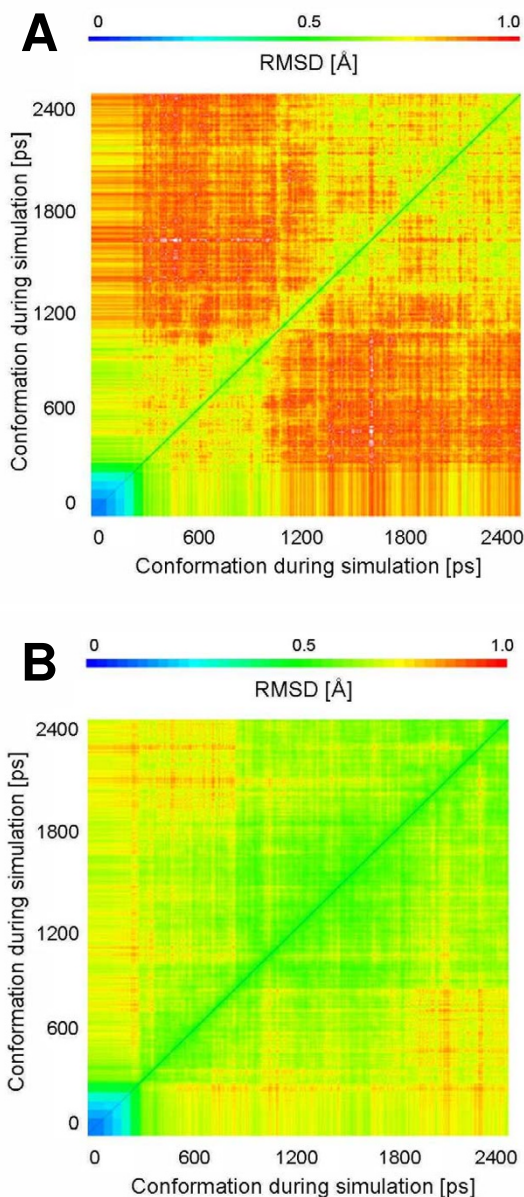 A
0 0.5 1.0
RMSD [Å]
Conformation during simulation [ps]
2400
1800
1200
600
0
0 600 1200 1800 2400
Conformation during simulation [ps]
B
0 0.5 1.0
RMSD [Å]
Conformation during simulation [ps]
2400
1800
1200
600
0
0 600 1200 1800 2400
Conformation during simulation [ps]